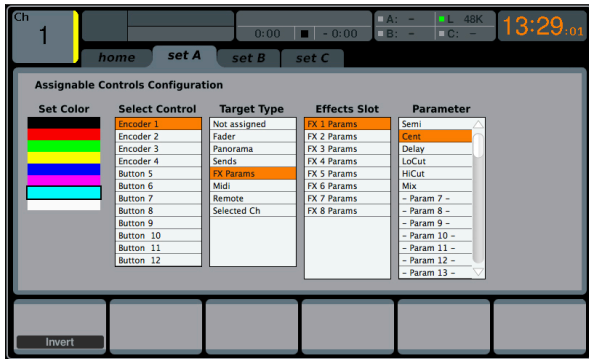 Ch
1
0:00 - 0:00
A: - L 48K
B: - C: -
13:29:01
home set A set B set C
Assignable Controls Configuration
Set Color Select Control Target Type Effects Slot Parameter
Encoder 1 Not assigned FX 1 Params Semi
Encoder 2 Fader FX 2 Params Cent
Encoder 3 Panorama FX 3 Params Delay
Encoder 4 Sends FX 4 Params LoCut
Button 5 FX Params FX 5 Params HiCut
Button 6 Midi FX 6 Params Mix
Button 7 Remote FX 7 Params - Param 7 -
Button 8 Selected Ch FX 8 Params - Param 8 -
Button 9 - Param 9 -
Button 10 - Param 10 -
Button 11 - Param 11 -
Button 12 - Param 12 -
- Param 13 -
Invert